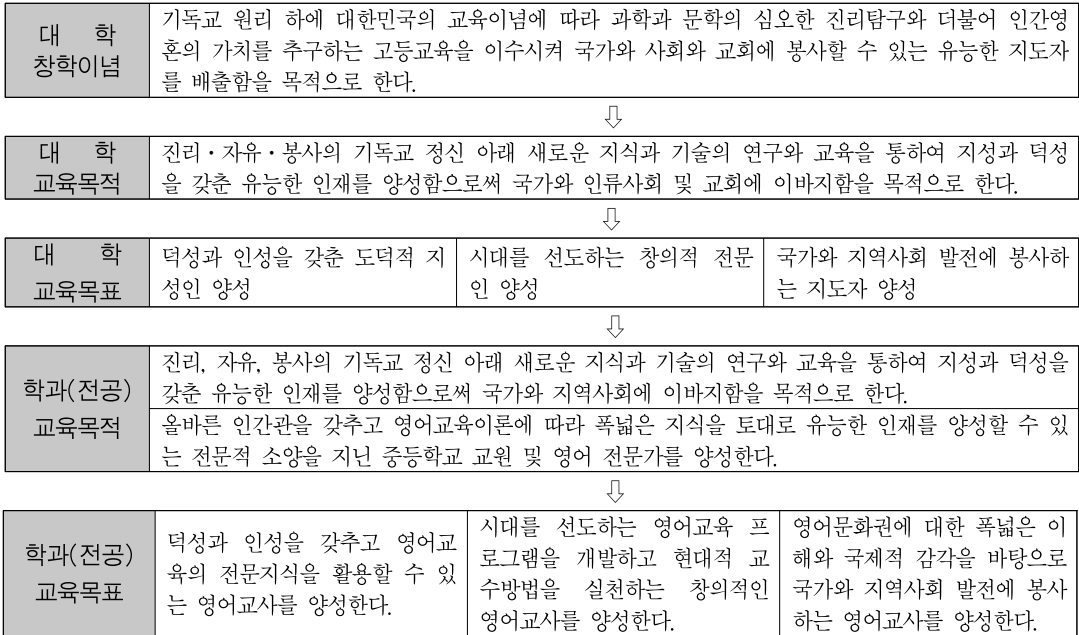 대 학
창학이념
기독교 원리 하에 대한민국의 교육이념에 따라 과학과 문학의 심오한 진리탐구와 더불어 인간영
혼의 가치를 추구하는 고등교육을 이수시켜 국가와 사회와 교회에 봉사할 수 있는 유능한 지도자
를 배출함을 목적으로 한다.
⇩
대 학
교육목적
진리・자유・봉사의 기독교 정신 아래 새로운 지식과 기술의 연구와 교육을 통하여 지성과 덕성
을 갖춘 유능한 인재를 양성함으로써 국가와 인류사회 및 교회에 이바지함을 목적으로 한다.
⇩
대 학
교육목표
덕성과 인성을 갖춘 도덕적 지
성인 양성
시대를 선도하는 창의적 전문
인 양성
국가와 지역사회 발전에 봉사하
는 지도자 양성
⇩
학과(전공)
교육목적
진리, 자유, 봉사의 기독교 정신 아래 새로운 지식과 기술의 연구와 교육을 통하여 지성과 덕성을
갖춘 유능한 인재를 양성함으로써 국가와 지역사회에 이바지함을 목적으로 한다.
올바른 인간관을 갖추고 영어교육이론에 따라 폭넓은 지식을 토대로 유능한 인재를 양성할 수 있
는 전문적 소양을 지닌 중등학교 교원 및 영어 전문가를 양성한다.
⇩
학과(전공)
교육목표
덕성과 인성을 갖추고 영어교
육의 전문지식을 활용할 수 있
는 영어교사를 양성한다.
시대를 선도하는 영어교육 프
로그램을 개발하고 현대적 교
수방법을 실천하는 창의적인
영어교사를 양성한다.
영어문화권에 대한 폭넓은 이
해와 국제적 감각을 바탕으로
국가와 지역사회 발전에 봉사
하는 영어교사를 양성한다.